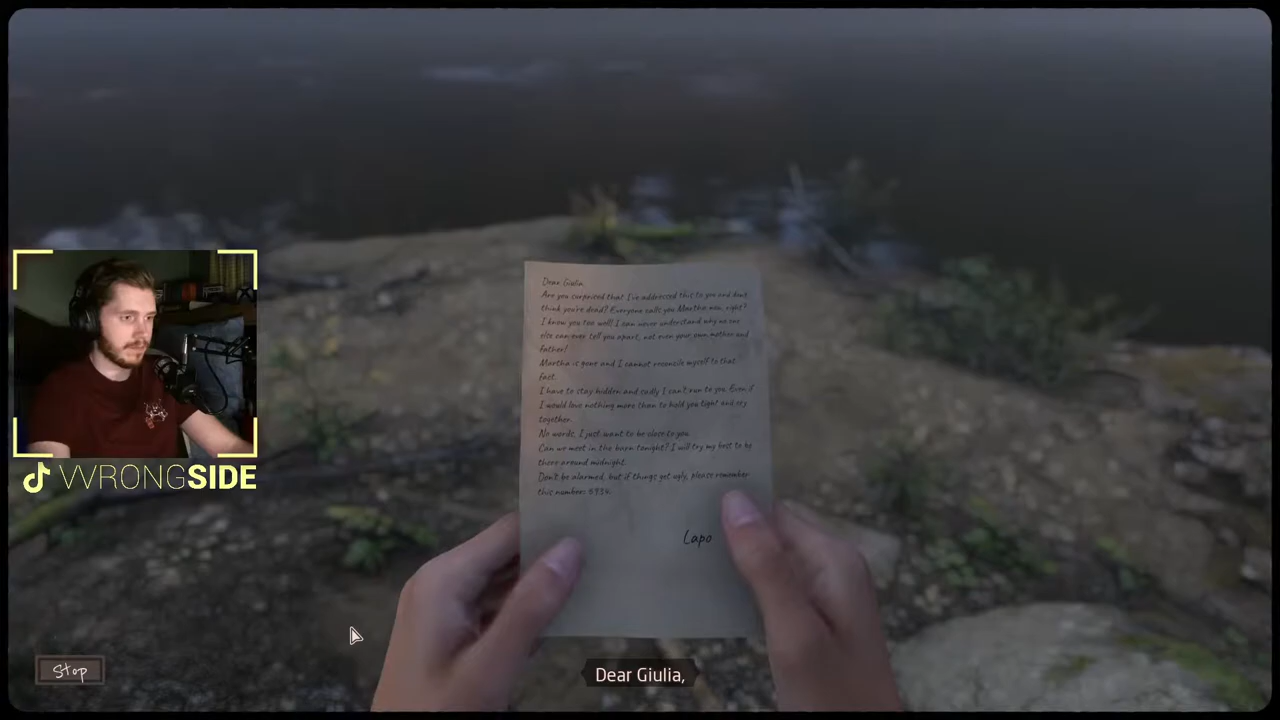 Dear Giulia,
Are you surprised that I've addressed this to you and don't
think you're dead? Everyone calls you Martha now, right?
I know you too well! I can never understand why no one
else can ever tell you apart, not even your own mother and
father!
Martha is gone and I cannot reconcile myself to that
fact.
I have to stay hidden and sadly I can't run to you. Even if
I would love nothing more than to hold you tight and cry
together.
No words, I just want to be close to you.
Can we meet in the barn tonight? I will try my best to be
there around midnight.
Don't be alarmed, but if things get ugly, please remember
this number: 5934.
Lapo
WRONGSIDE
Stop
Dear Giulia,